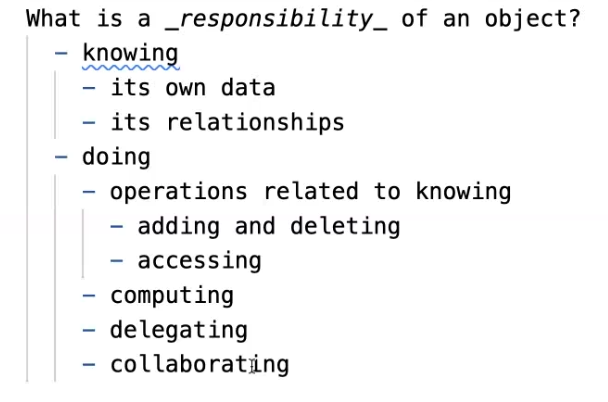 What is a _responsibility_ of an object?
- knowing
- its own data
- its relationships
- doing
- operations related to knowing
- adding and deleting
- accessing
- computing
- delegating
- collaborating